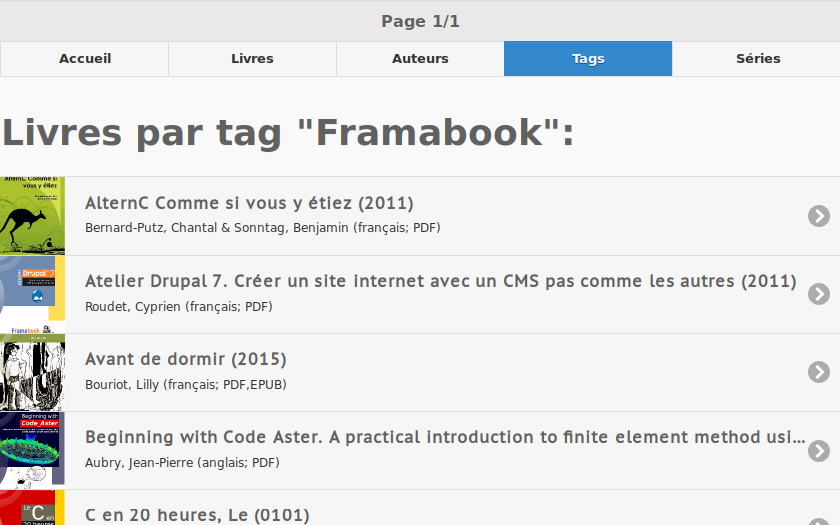 Page 1/1
Accueil Livres Auteurs Tags Séries
Livres par tag "Framabook":
AlternC Comme si
vous y étiez
AlternC Comme si vous y étiez (2011)
Bernard-Putz, Chantal & Sonntag, Benjamin (français; PDF)
Drupal 7
Framabook
Atelier Drupal 7. Créer un site internet avec un CMS pas comme les autres (2011)
Roudet, Cyprien (français; PDF)
Avant de dormir (2015)
Bouriot, Lilly (français; PDF,EPUB)
Beginning with
Code_Aster
Beginning with Code Aster. A practical introduction to finite element method usi...
Aubry, Jean-Pierre (anglais; PDF)
Le C en
20 heures
C en 20 heures, Le (0101)